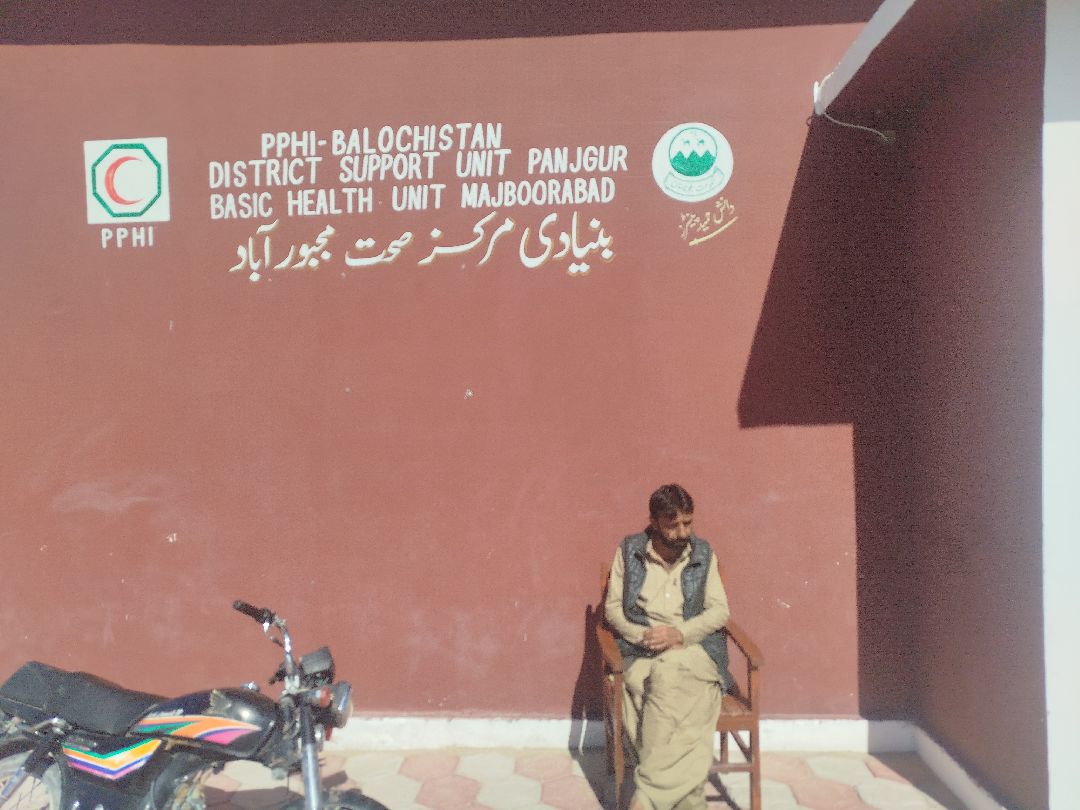 PPHI-BALOCHISTAN
DISTRICT SUPPORT UNIT PANJGUR
BASIC HEALTH UNIT MAJBOORABAD
بنیادی مرکز صحت مجبور آباد
PPHI